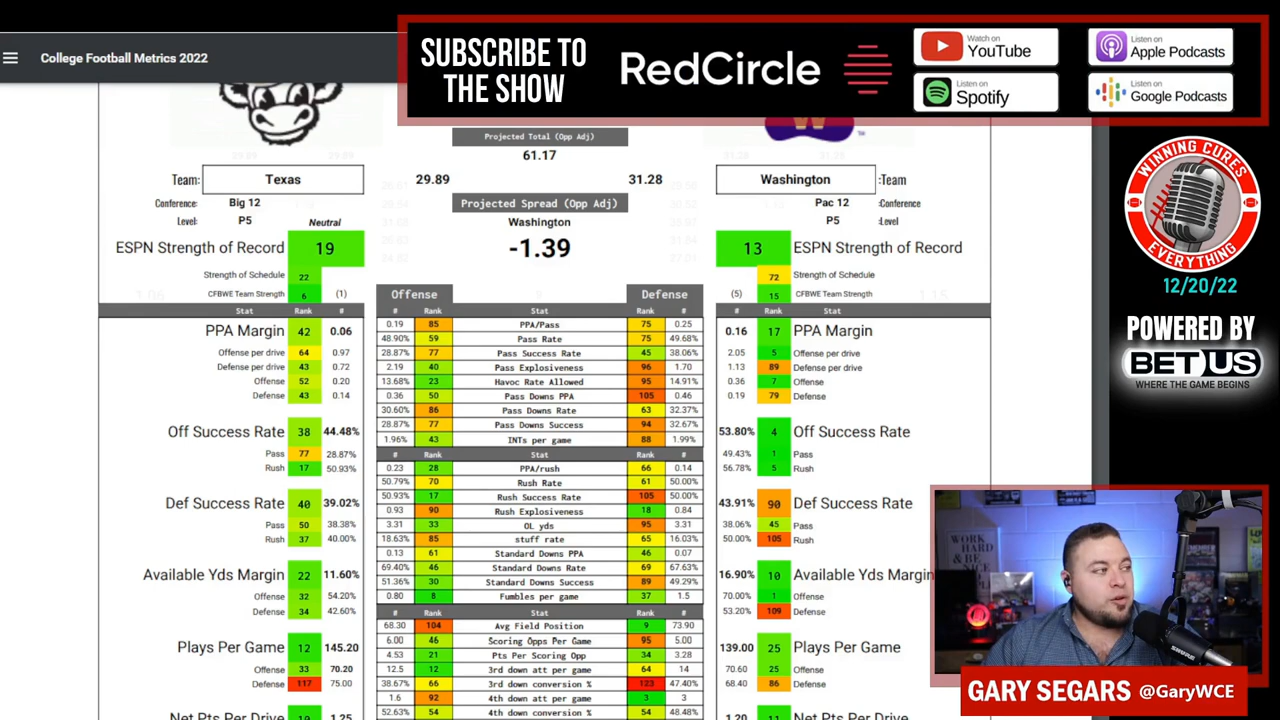 College Football Metrics 2022
SUBSCRIBE TO
THE SHOW
RedCircle
Watch on
YouTube
Listen on
Apple Podcasts
Listen on
Spotify
Listen on
Google Podcasts
WINNING CURES
EVERYTHING
12/20/22
POWERED BY
BETUS
WHERE THE GAME BEGINS
Projected Total (Opp Adj)
61.17
29.89 31.28
Team: Texas
Washington :Team
Projected Spread (Opp Adj)
Washington
-1.39
Conference: Big 12
Level: P5 Neutral
Pac 12 :Conference
P5 :Level
ESPN Strength of Record 19
13 ESPN Strength of Record
Strength of Schedule 22
72 Strength of Schedule
CFBWE Team Strength 6 (1)
(5) 15 CFBWE Team Strength
Offense Defense
Stat Rank #
# Rank Stat Rank #
# Rank Stat
PPA Margin 42 0.06
Offense per drive 64 0.97
Defense per drive 43 0.72
Offense 52 0.20
Defense 43 0.14
Off Success Rate 38 44.48%
Pass 77 28.87%
Rush 17 50.93%
Def Success Rate 40 39.02%
Pass 50 38.38%
Rush 37 40.00%
Available Yds Margin 22 11.60%
Offense 32 54.20%
Defense 34 42.60%
Plays Per Game 12 145.20
Offense 33 70.20
Defense 117 75.00
Net Pts Per Drive 1.25
0.19 85 PPA/Pass 75 0.25
48.90% 59 Pass Rate 75 49.68%
28.87% 77 Pass Success Rate 45 38.06%
2.19 40 Pass Explosiveness 96 1.70
13.68% 23 Havoc Rate Allowed 95 14.91%
0.36 50 Pass Downs PPA 105 0.46
30.60% 86 Pass Downs Rate 63 32.37%
28.87% 77 Pass Downs Success 94 32.67%
1.96% 43 INTs per game 88 1.99%
# Rank Stat Rank #
0.23 28 PPA/rush 66 0.14
50.79% 70 Rush Rate 61 50.00%
50.93% 17 Rush Success Rate 105 50.00%
0.93 90 Rush Explosiveness 18 0.84
3.31 33 OL yds 95 3.31
18.63% 85 stuff rate 65 16.03%
0.13 61 Standard Downs PPA 46 0.07
69.40% 46 Standard Downs Rate 69 67.63%
51.36% 30 Standard Downs Success 89 49.29%
0.80 8 Fumbles per game 37 1.5
# Rank Stat Rank #
68.30 104 Avg Field Position 9 73.90
6.00 46 Scoring Opps Per Game 95 5.00
4.53 21 Pts Per Scoring Opp 34 3.28
12.5 12 3rd down att per game 64 14
38.67% 66 3rd down conversion % 123 47.40%
1.6 92 4th down att per game 3 3
52.63% 54 4th down conversion % 54 48.48%
0.16 17 PPA Margin
2.05 5 Offense per drive
1.13 89 Defense per drive
0.36 7 Offense
0.19 79 Defense
53.80% 4 Off Success Rate
49.43% 1 Pass
56.78% 5 Rush
43.91% 90 Def Success Rate
38.06% 45 Pass
50.00% 105 Rush
16.90% 10 Available Yds Margin
70.00% 1 Offense
53.20% 109 Defense
139.00 25 Plays Per Game
70.60 25 Offense
68.40 86 Defense
1.20 Net Pts Per Drive
WORK
HARD &
GARY SEGARS @GaryWCE